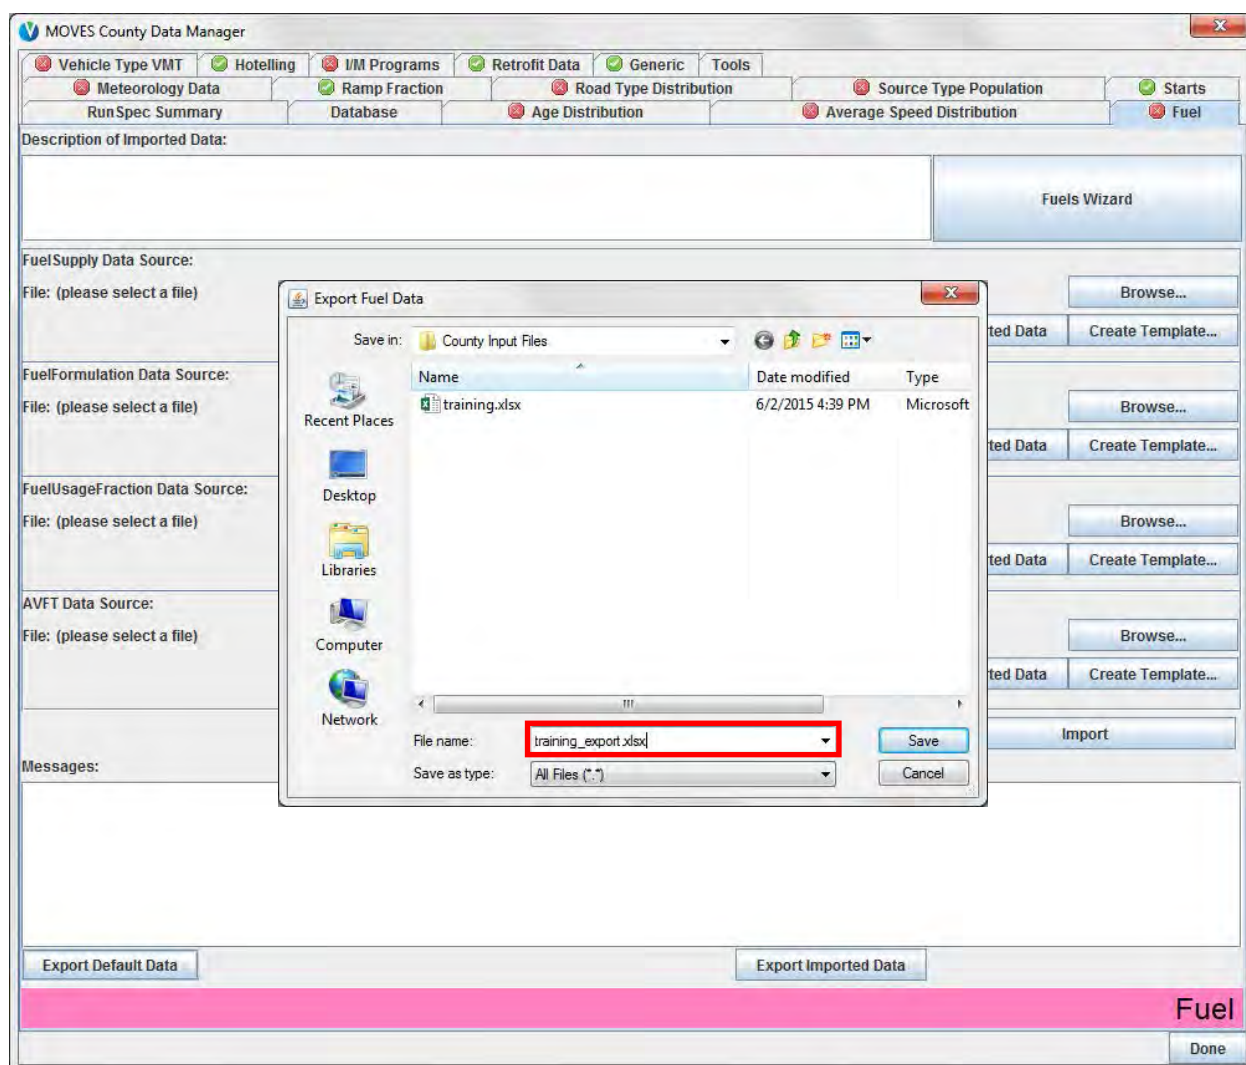 MOVES County Data Manager
Vehicle Type VMT Hotelling I/M Programs Retrofit Data Generic Tools
Meteorology Data Ramp Fraction Road Type Distribution Source Type Population Starts
RunSpec Summary Database Age Distribution Average Speed Distribution Fuel
Description of Imported Data:
Fuels Wizard
FuelSupply Data Source:
File: (please select a file) Browse...
ted Data Create Template...
FuelFormulation Data Source:
File: (please select a file) Browse...
ted Data Create Template...
FuelUsageFraction Data Source:
File: (please select a file) Browse...
ted Data Create Template...
AVFT Data Source:
File: (please select a file) Browse...
ted Data Create Template...
Import
Export Fuel Data
Save in: County Input Files
Name Date modified Type
training.xlsx 6/2/2015 4:39 PM Microsoft
Recent Places
Desktop
Libraries
Computer
Network
File name: training_export.xlsx Save
Save as type: All Files (*.*) Cancel
Messages:
Export Default Data Export Imported Data
Fuel
Done